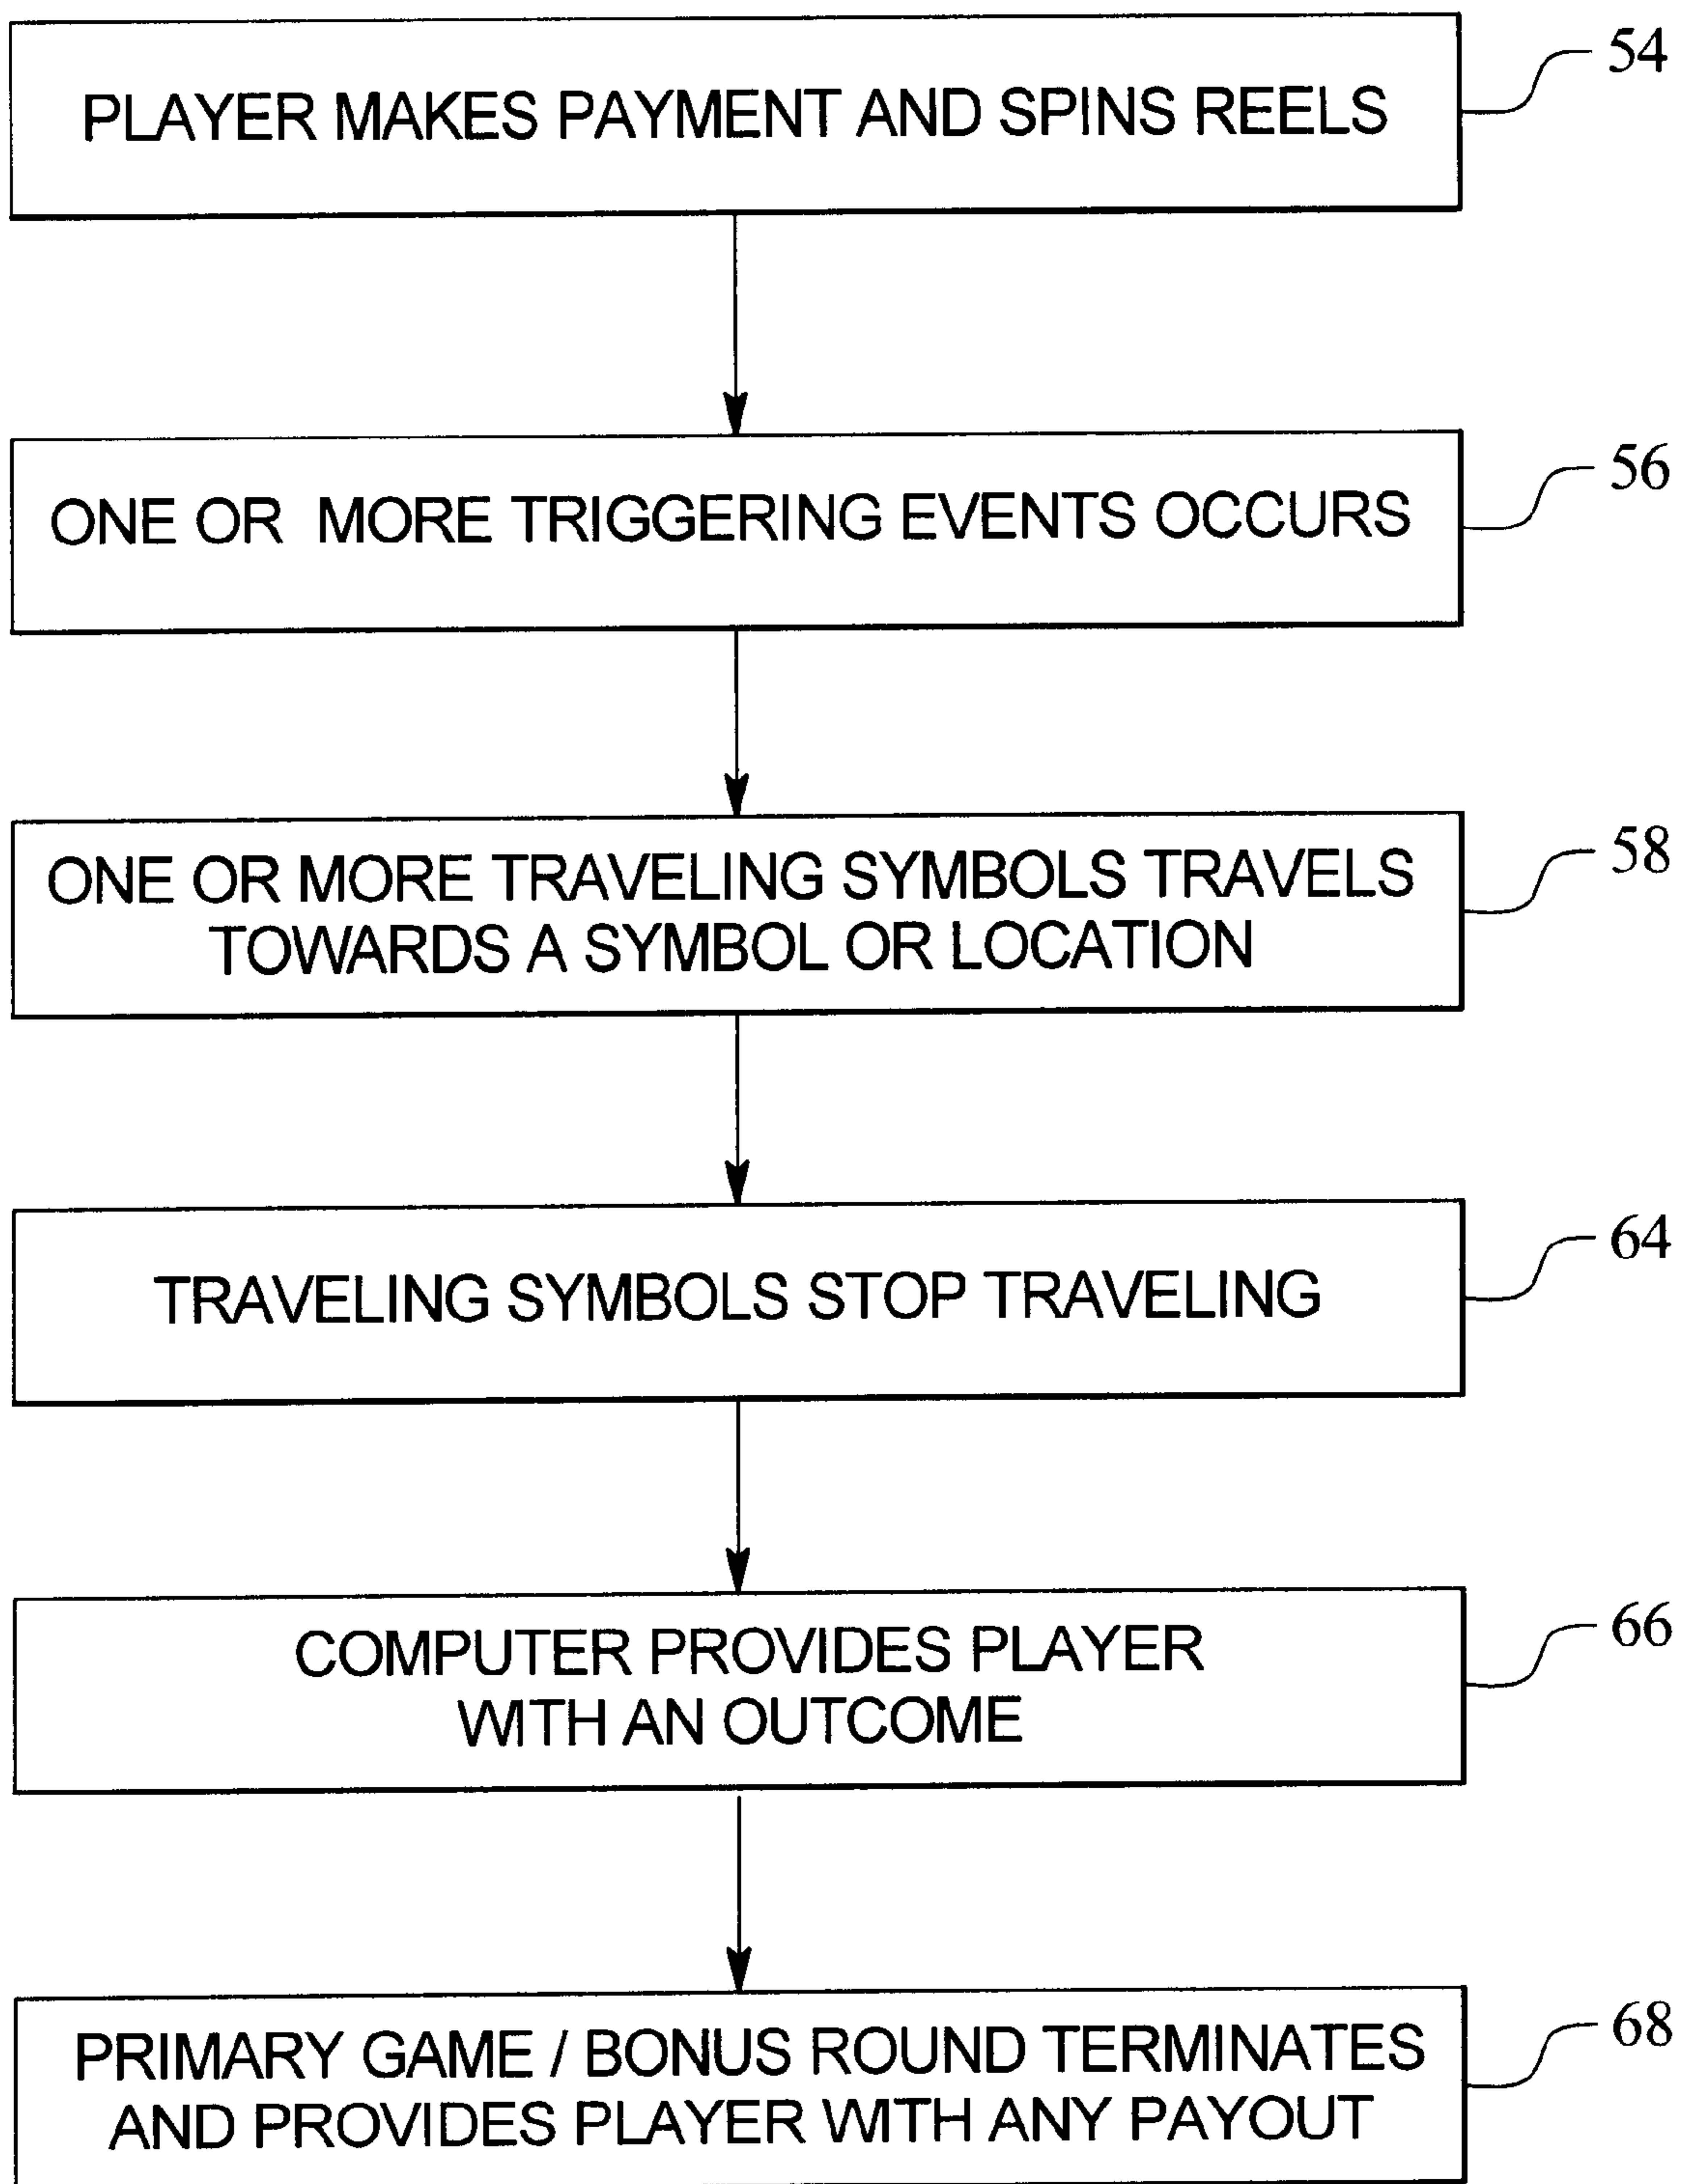 PLAYER MAKES PAYMENT AND SPINS REELS
54
ONE OR MORE TRIGGERING EVENTS OCCURS
56
ONE OR MORE TRAVELING SYMBOLS TRAVELS
TOWARDS A SYMBOL OR LOCATION
58
TRAVELING SYMBOLS STOP TRAVELING
64
COMPUTER PROVIDES PLAYER
WITH AN OUTCOME
66
PRIMARY GAME / BONUS ROUND TERMINATES
AND PROVIDES PLAYER WITH ANY PAYOUT
68